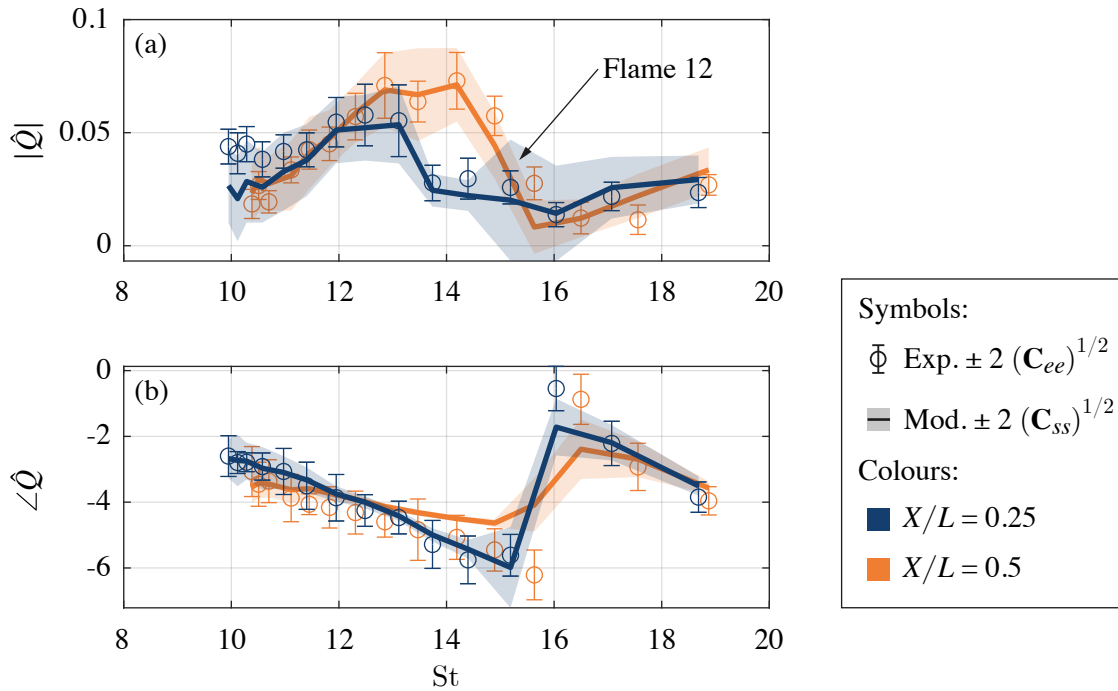 0.1
(a)
Flame 12
|Q̂|
0.05
0
8 10 12 14 16 18 20
0
(b)
-2
∠Q̂
-4
-6
8 10 12 14 16 18 20
St
Symbols:
Exp. ± 2 (C_ee)^1/2
Mod. ± 2 (C_ss)^1/2
Colours:
X/L = 0.25
X/L = 0.5